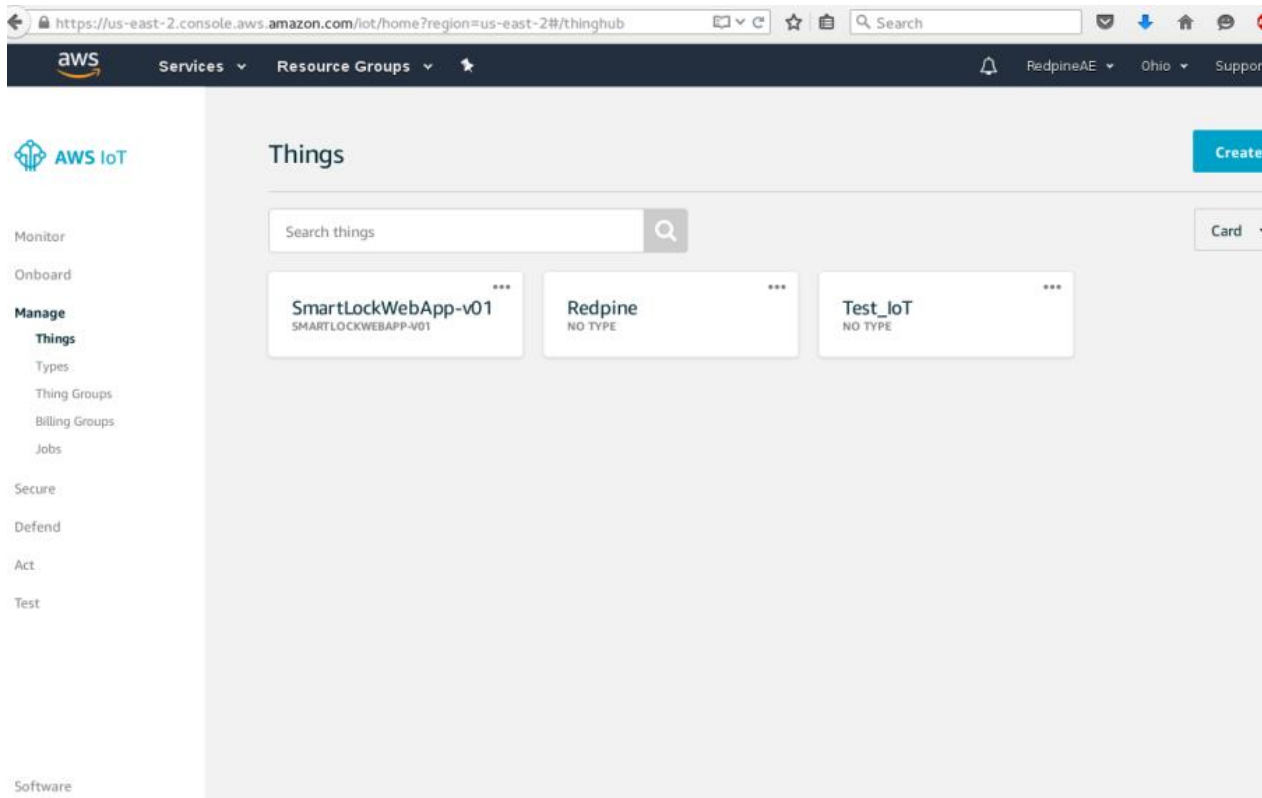 https://us-east-2.console.aws.amazon.com/iot/home?region=us-east-2#/thinghub Search
aws Services Resource Groups RedpineAE Ohio Suppor
AWS IoT
Things
Create
Monitor
Search things
Card
Onboard
Manage
Things
Types
Thing Groups
Billing Groups
Jobs
Secure
Defend
Act
Test
Software
SmartLockWebApp-v01
SMARTLOCKWEBAPP-V01
Redpine
NO TYPE
Test_IoT
NO TYPE